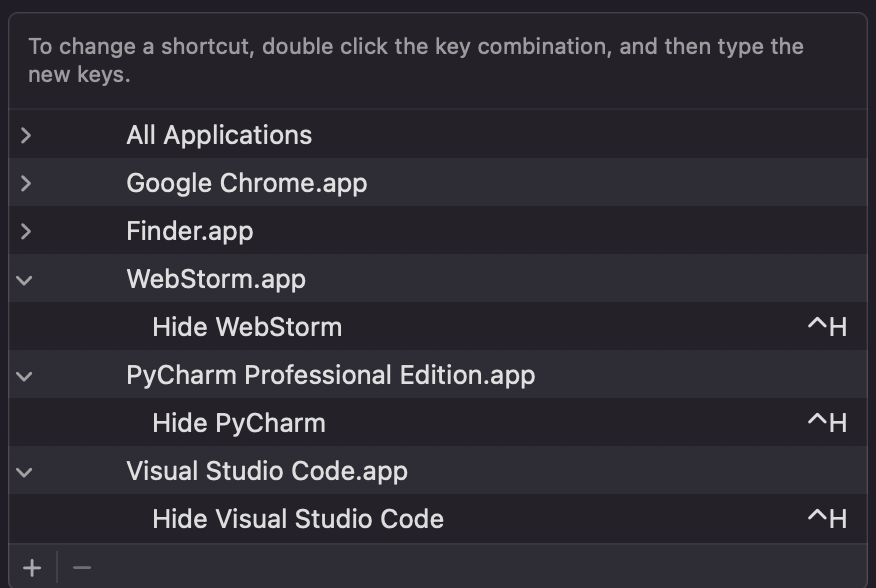 To change a shortcut, double click the key combination, and then type the
new keys.
All Applications
Google Chrome.app
Finder.app
WebStorm.app
Hide WebStorm ^H
PyCharm Professional Edition.app
Hide PyCharm ^H
Visual Studio Code.app
Hide Visual Studio Code ^H